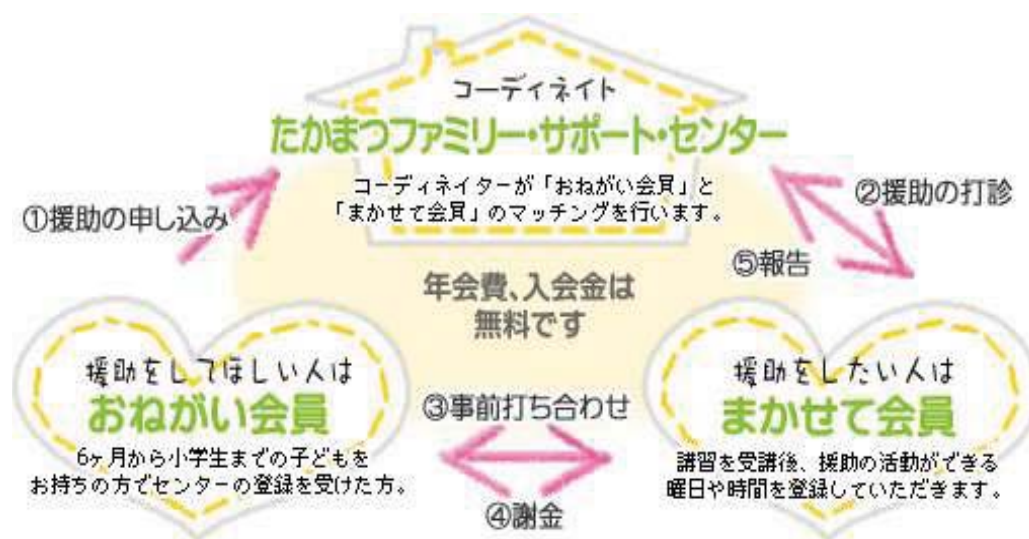 コーディネイト
たかまつファミリー・サポート・センター
コーディネイターが「おねがい会員」と
「まかせて会員」のマッチングを行います。
①援助の申し込み
②援助の打診
⑤報告
年会費、入会金は
無料です
援助をしてほしい人は
おねがい会員
6ヶ月から小学生までの子どもを
お持ちの方でセンターの登録を受けた方。
③事前打ち合わせ
④謝金
援助をしたい人は
まかせて会員
講習を受講後、援助の活動ができる
曜日や時間を登録していただきます。